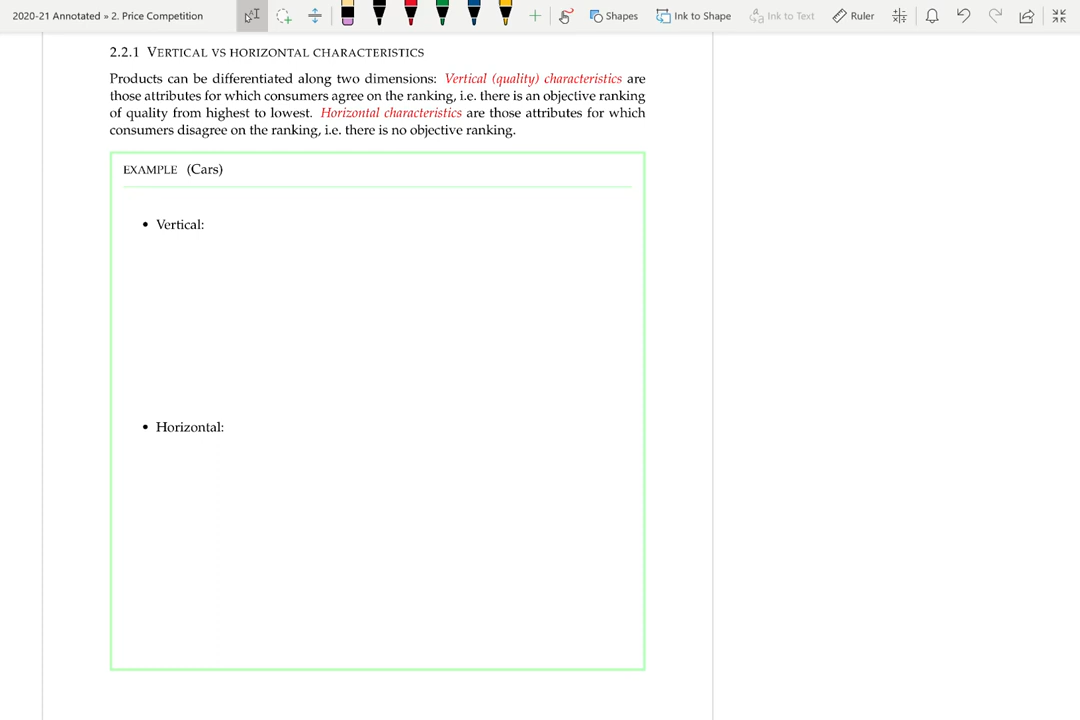 2020-21 Annotated » 2. Price Competition
Shapes
Ink to Shape
Ink to Text
Ruler
2.2.1 VERTICAL VS HORIZONTAL CHARACTERISTICS
Products can be differentiated along two dimensions: Vertical (quality) characteristics are
those attributes for which consumers agree on the ranking, i.e. there is an objective ranking
of quality from highest to lowest. Horizontal characteristics are those attributes for which
consumers disagree on the ranking, i.e. there is no objective ranking.
EXAMPLE (Cars)
• Vertical:
• Horizontal: